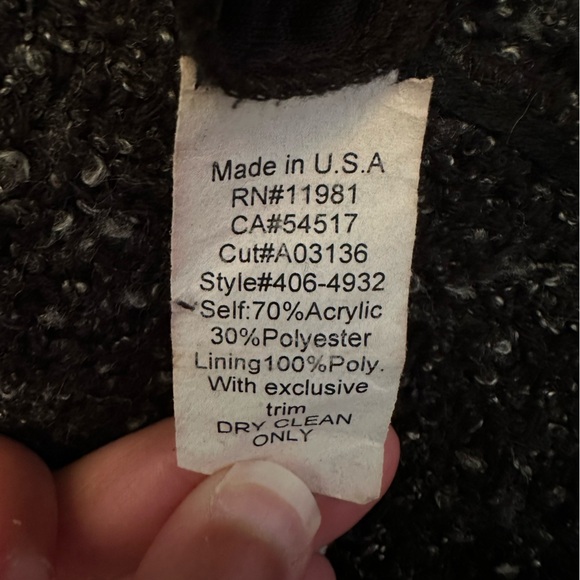 Made in U.S.A
RN#11981
CA#54517
Cut#A03136
Style#406-4932
Self:70%Acrylic
30%Polyester
Lining100%Poly.
With exclusive
trim
DRY CLEAN
ONLY